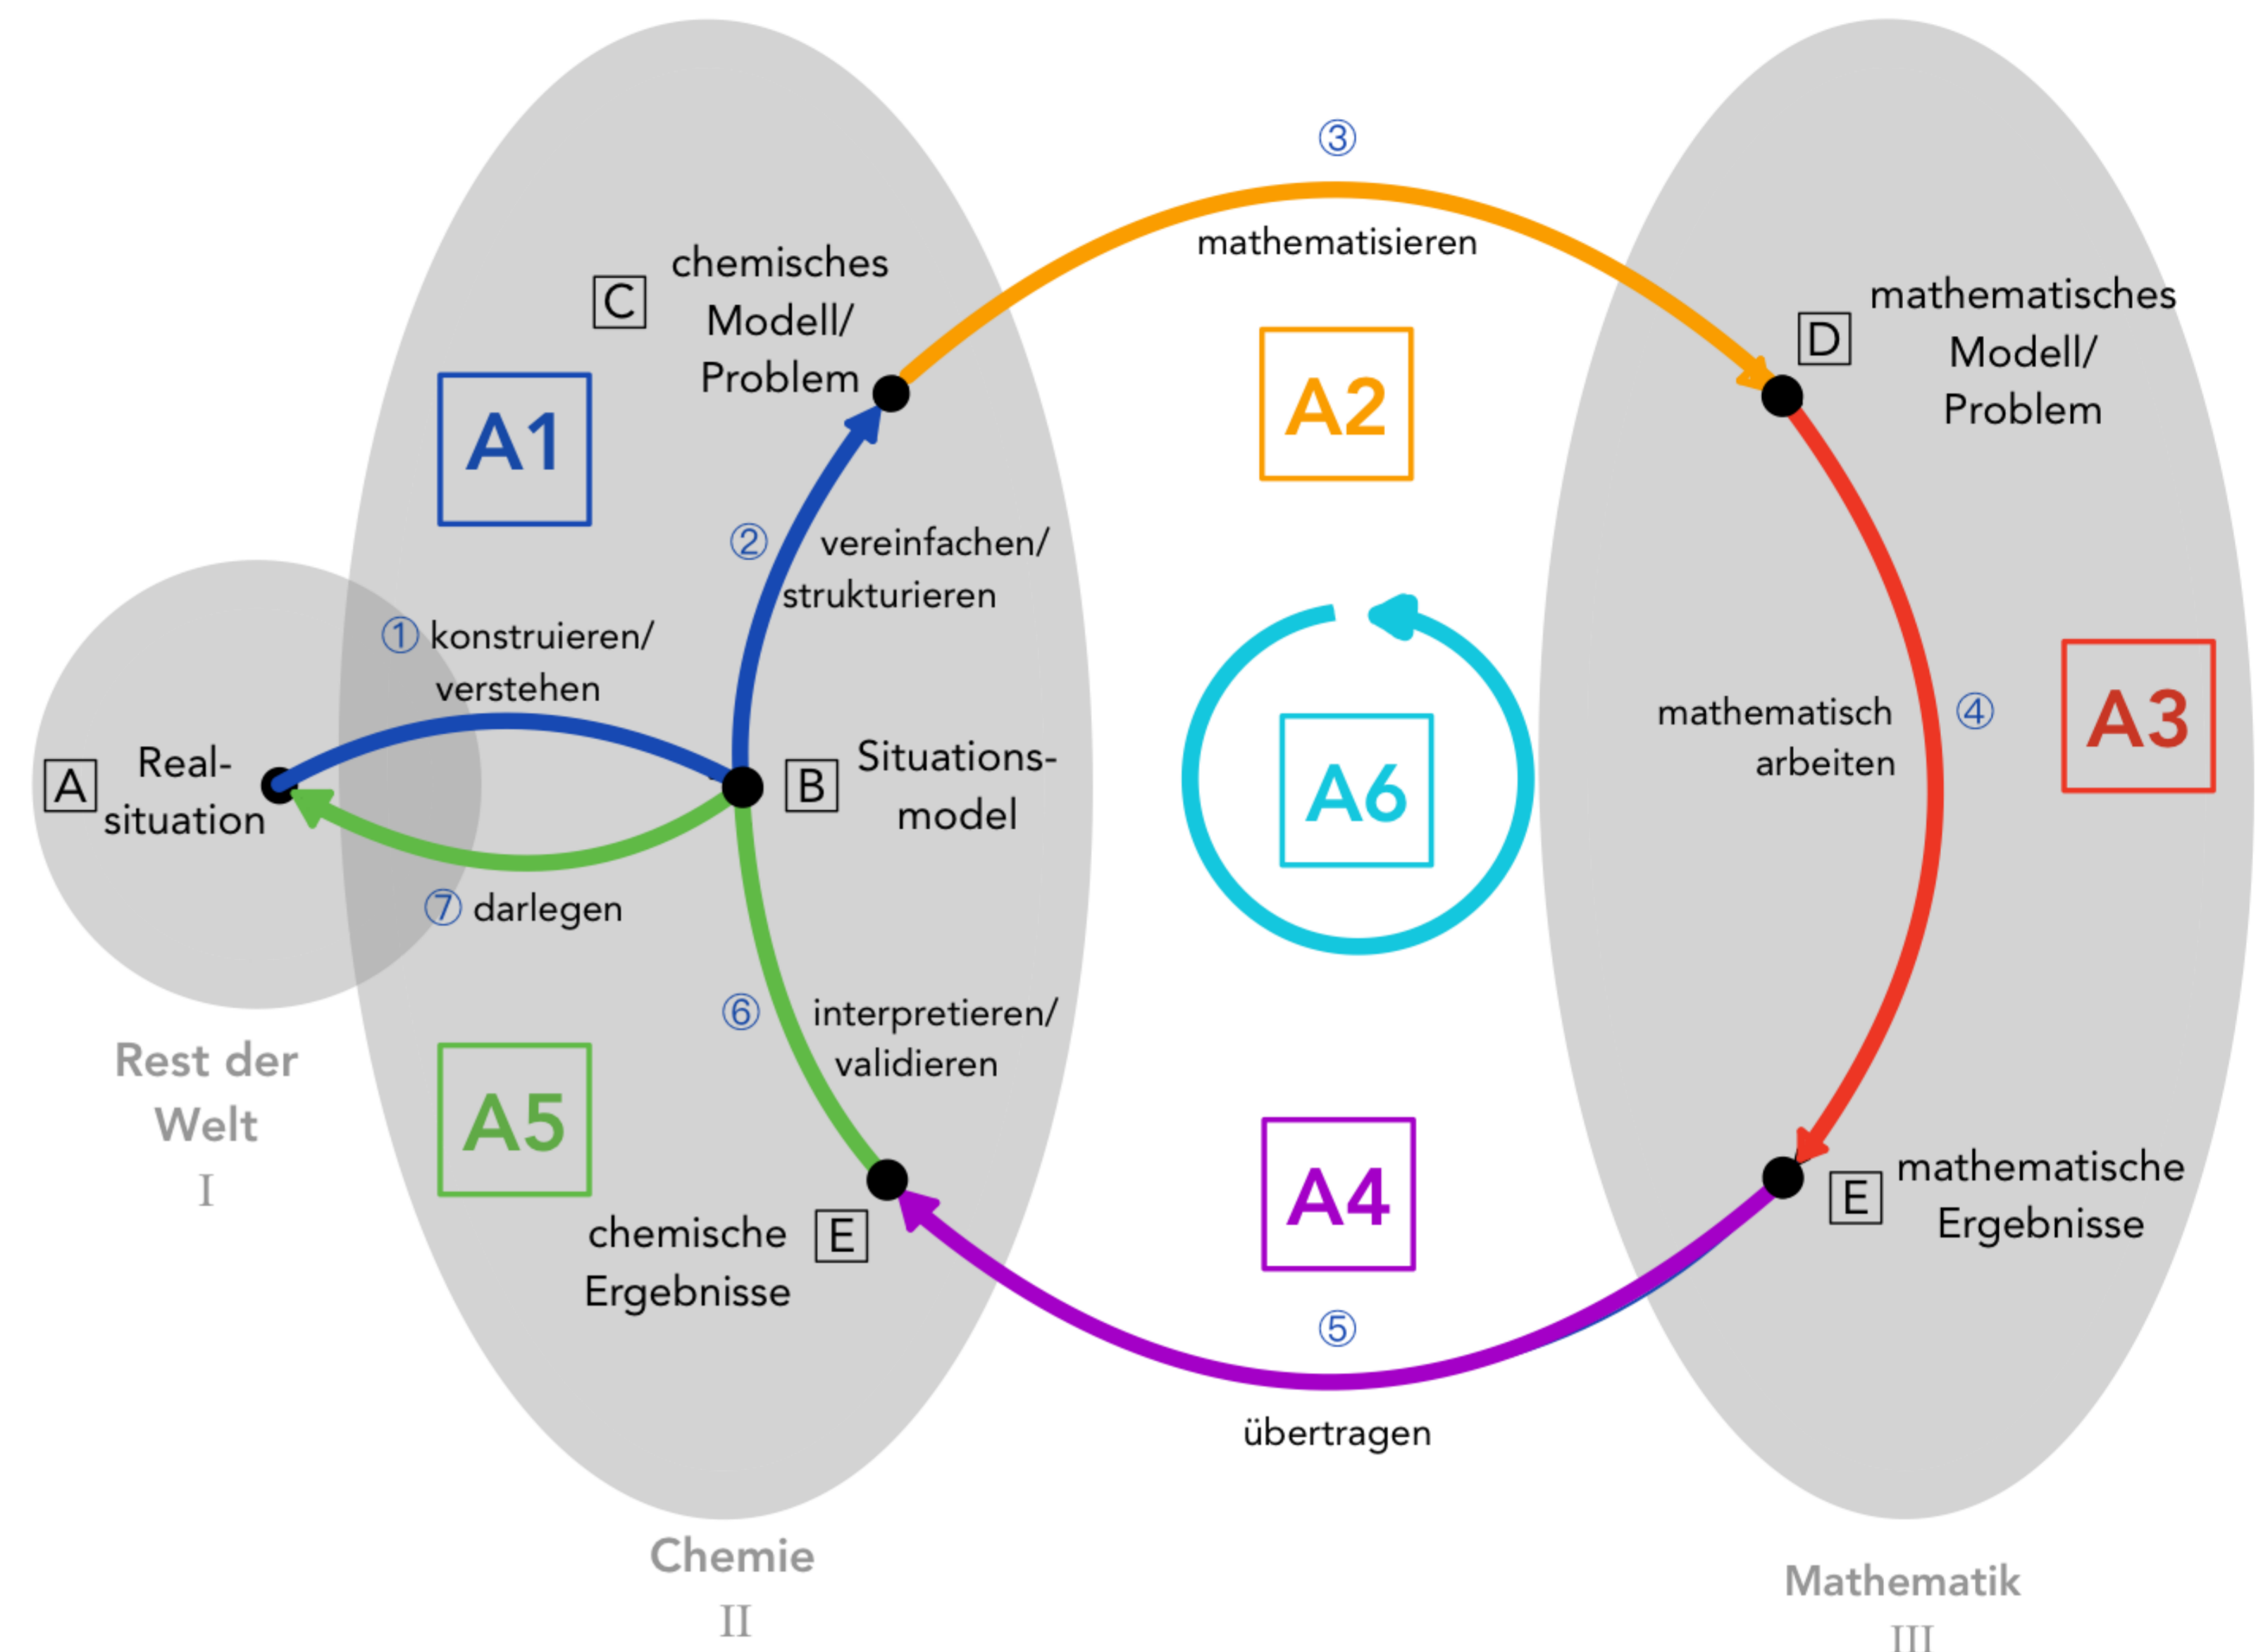 ③
mathematisieren
C
chemisches
Modell/
Problem
D
mathematisches
Modell/
Problem
A1
A2
② vereinfachen/
strukturieren
① konstruieren/
verstehen
A3
mathematisch
arbeiten
④
A
Real-
situation
B
Situations-
model
A6
⑦ darlegen
⑥ interpretieren/
validieren
Rest der
Welt
I
A5
A4
E
mathematische
Ergebnisse
chemische
Ergebnisse
E
⑤
übertragen
Chemie
II
Mathematik
III